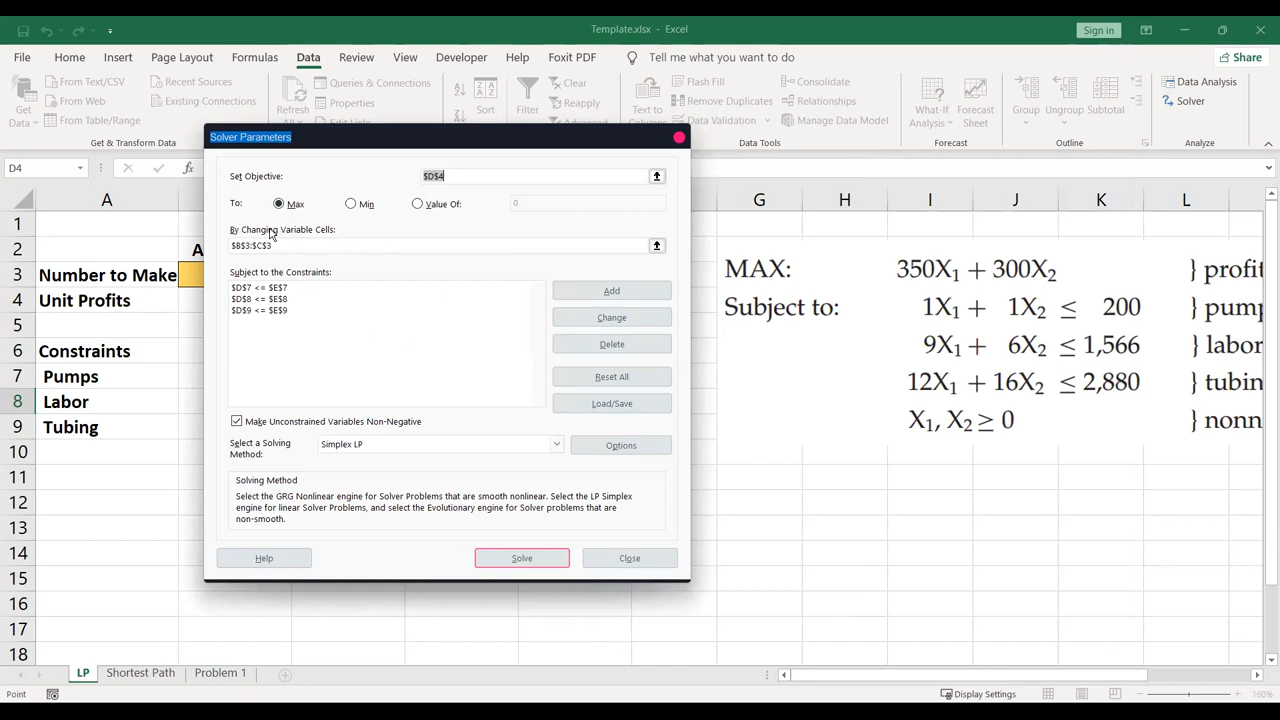 Template.xlsx - Excel
Sign in
File Home Insert Page Layout Formulas Data Review View Developer Help Foxit PDF Tell me what you want to do Share
Get Data
From Text/CSV
From Web
From Table/Range
Recent Sources
Existing Connections
Refresh All
Queries & Connections
Properties
Edit Links
Sort
Filter
Clear
Reapply
Advanced
Text to Columns
Flash Fill
Remove Duplicates
Data Validation
Consolidate
Relationships
Manage Data Model
What-If Analysis
Forecast Sheet
Group
Ungroup
Subtotal
Data Analysis
Solver
Get & Transform Data
Data Tools
Forecast
Outline
Analyze
D4
fx
A G H I J K L
1
2 A
3 Number to Make
4 Unit Profits
5
6 Constraints
7 Pumps
8 Labor
9 Tubing
10
11
12
13
14
15
16
17
18
Solver Parameters
Set Objective: $D$4
To: Max Min Value Of: 0
By Changing Variable Cells:
$B$3:$C$3
Subject to the Constraints:
$D$7 <= $E$7
$D$8 <= $E$8
$D$9 <= $E$9
Add
Change
Delete
Reset All
Load/Save
Make Unconstrained Variables Non-Negative
Select a Solving Method:
Simplex LP
Options
Solving Method
Select the GRG Nonlinear engine for Solver Problems that are smooth nonlinear. Select the LP Simplex
engine for linear Solver Problems, and select the Evolutionary engine for Solver problems that are
non-smooth.
Help
Solve
Close
MAX: 350X₁ + 300X₂ } profi
Subject to: 1X₁ + 1X₂ ≤ 200 } pump
9X₁ + 6X₂ ≤ 1,566 } labor
12X₁ + 16X₂ ≤ 2,880 } tubin
X₁, X₂ ≥ 0 } nonn
LP Shortest Path Problem 1
Point
Display Settings
160%